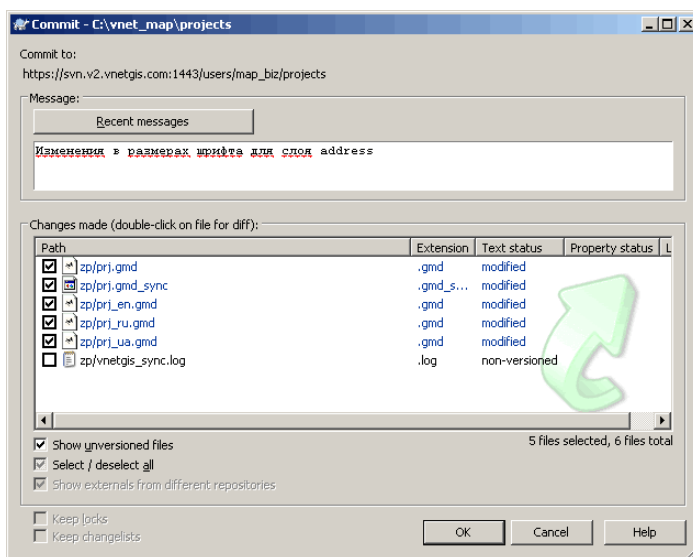 Commit - C:\vnet_map\projects
Commit to:
https://svn.v2.vnetgis.com:1443/users/map_biz/projects
Message:
Recent messages
Изменения в размерах шрифта для слоя address
Changes made (double-click on file for diff):
Path Extension Text status Property status L
zp/prj.gmd .gmd modified
zp/prj.gmd_sync .gmd_s... modified
zp/prj_en.gmd .gmd modified
zp/prj_ru.gmd .gmd modified
zp/prj_ua.gmd .gmd modified
zp/vnetgis_sync.log .log non-versioned
Show unversioned files 5 files selected, 6 files total
Select / deselect all
Show externals from different repositories
Keep locks
Keep changelists
OK Cancel Help